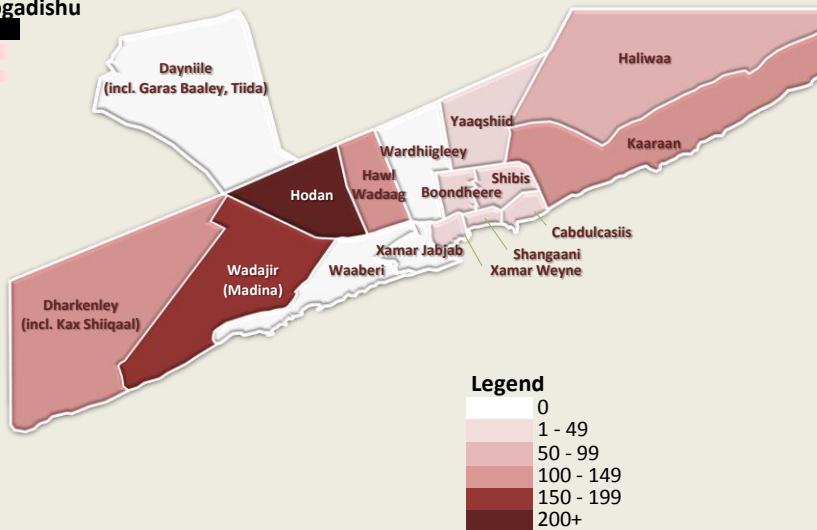 Dayniile
(incl. Garas Baaley, Tiida)
Haliwaa
Yaaqshiid
Kaaraan
Wardhiigleey
Hawl
Wadaag
Shibis
Hodan
Boondheere
Cabdulcasiis
Xamar Jabjab
Shangaani
Waaberi
Xamar Weyne
Wadajir
(Madina)
Dharkenley
(incl. Kax Shiiqaal)
Legend
0
1 - 49
50 - 99
100 - 149
150 - 199
200+